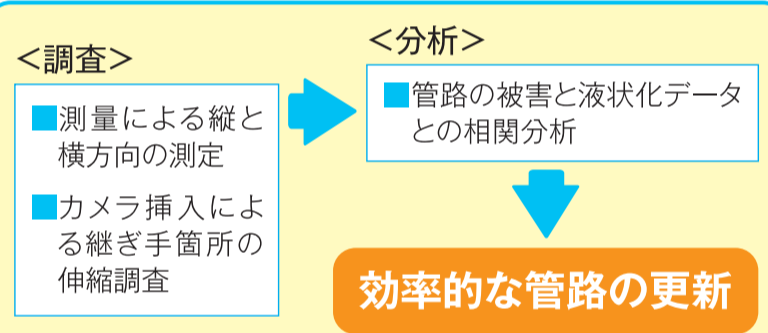 ＜調査＞
■測量による縦と
横方向の測定
■カメラ挿入によ
る継ぎ手箇所の
伸縮調査
＜分析＞
■管路の被害と液状化データ
との相関分析
効率的な管路の更新